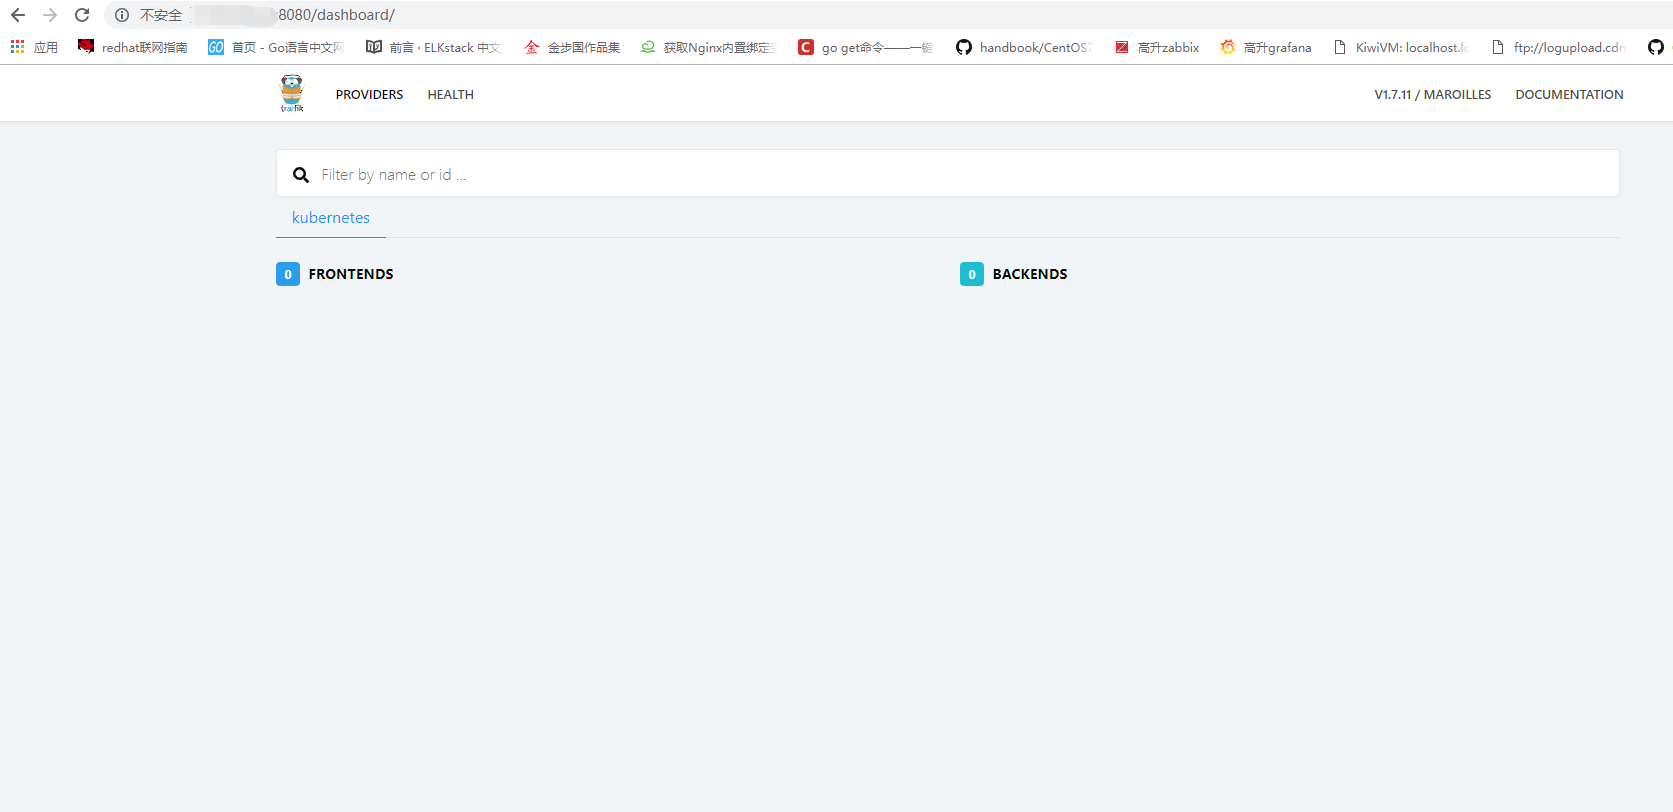 不安全 :8080/dashboard/
应用 redhat联网指南 GO 首页 - Go语言中文网 前言 · ELKstack 中文 金步国作品集 获取Nginx内置绑定变 go get命令——一键 handbook/CentOS7 高升zabbix 高升grafana KiwiVM: localhost.lo ftp://logupload.cdn
træfik PROVIDERS HEALTH V1.7.11 / MAROILLES DOCUMENTATION
Filter by name or id ...
kubernetes
0 FRONTENDS 0 BACKENDS